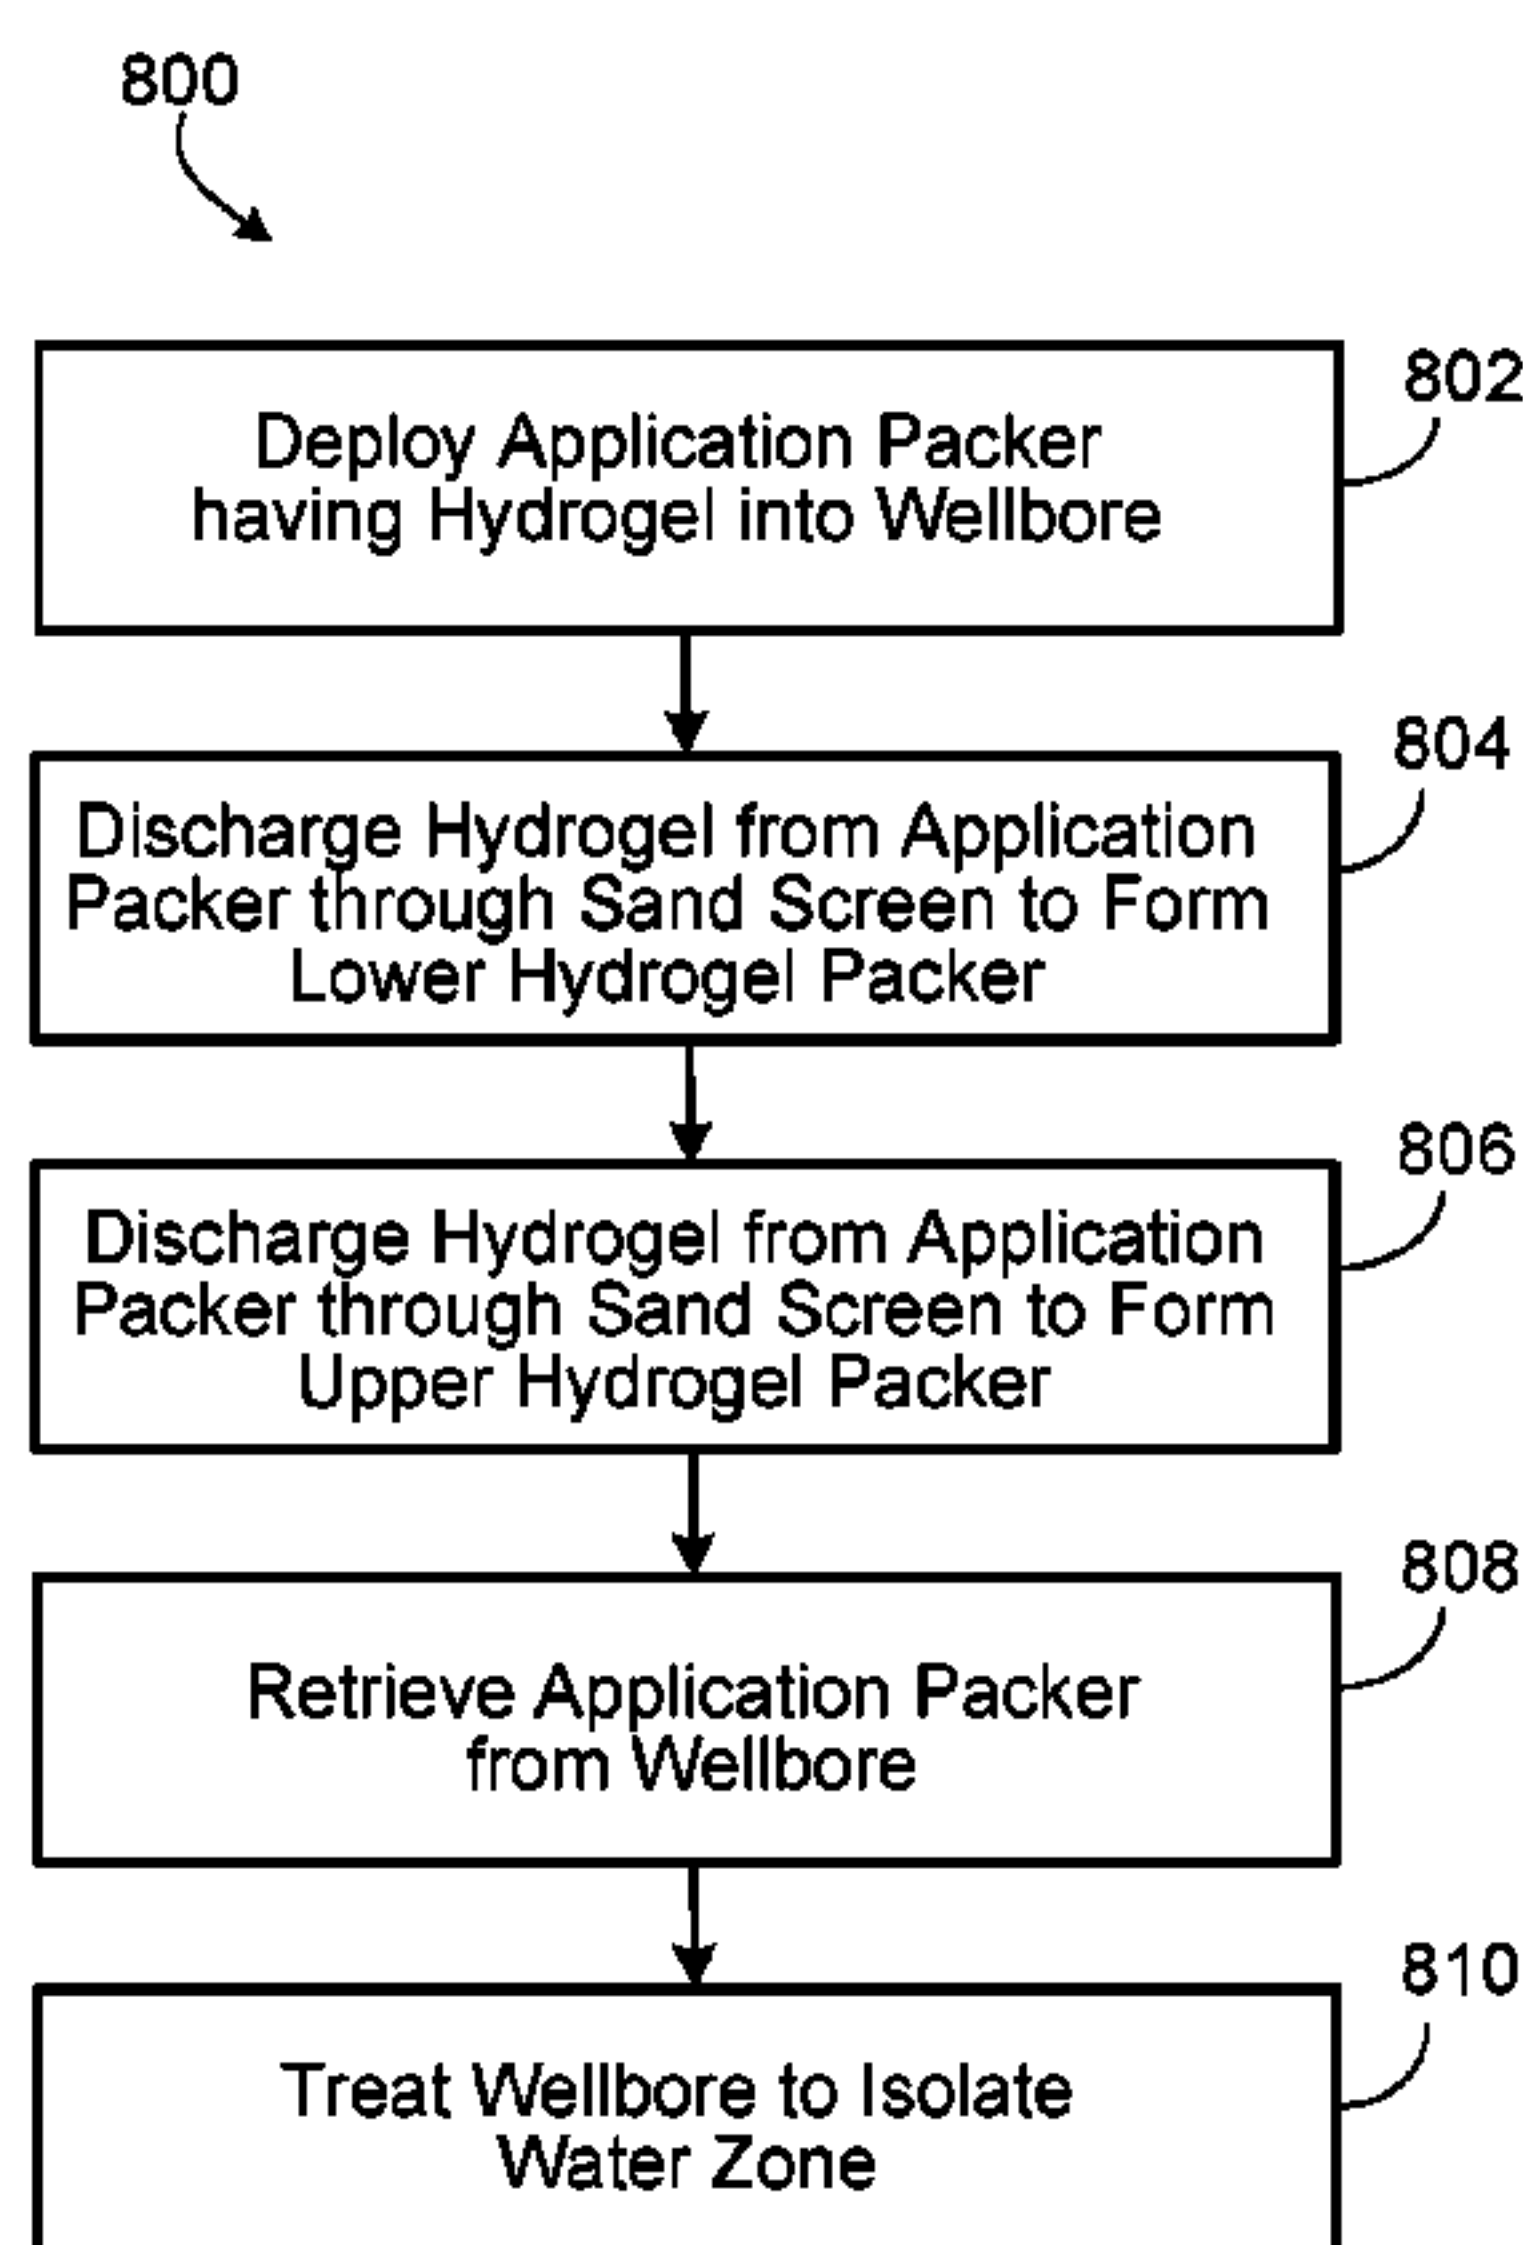 800
802
Deploy Application Packer
having Hydrogel into Wellbore
804
Discharge Hydrogel from Application
Packer through Sand Screen to Form
Lower Hydrogel Packer
806
Discharge Hydrogel from Application
Packer through Sand Screen to Form
Upper Hydrogel Packer
808
Retrieve Application Packer
from Wellbore
810
Treat Wellbore to Isolate
Water Zone